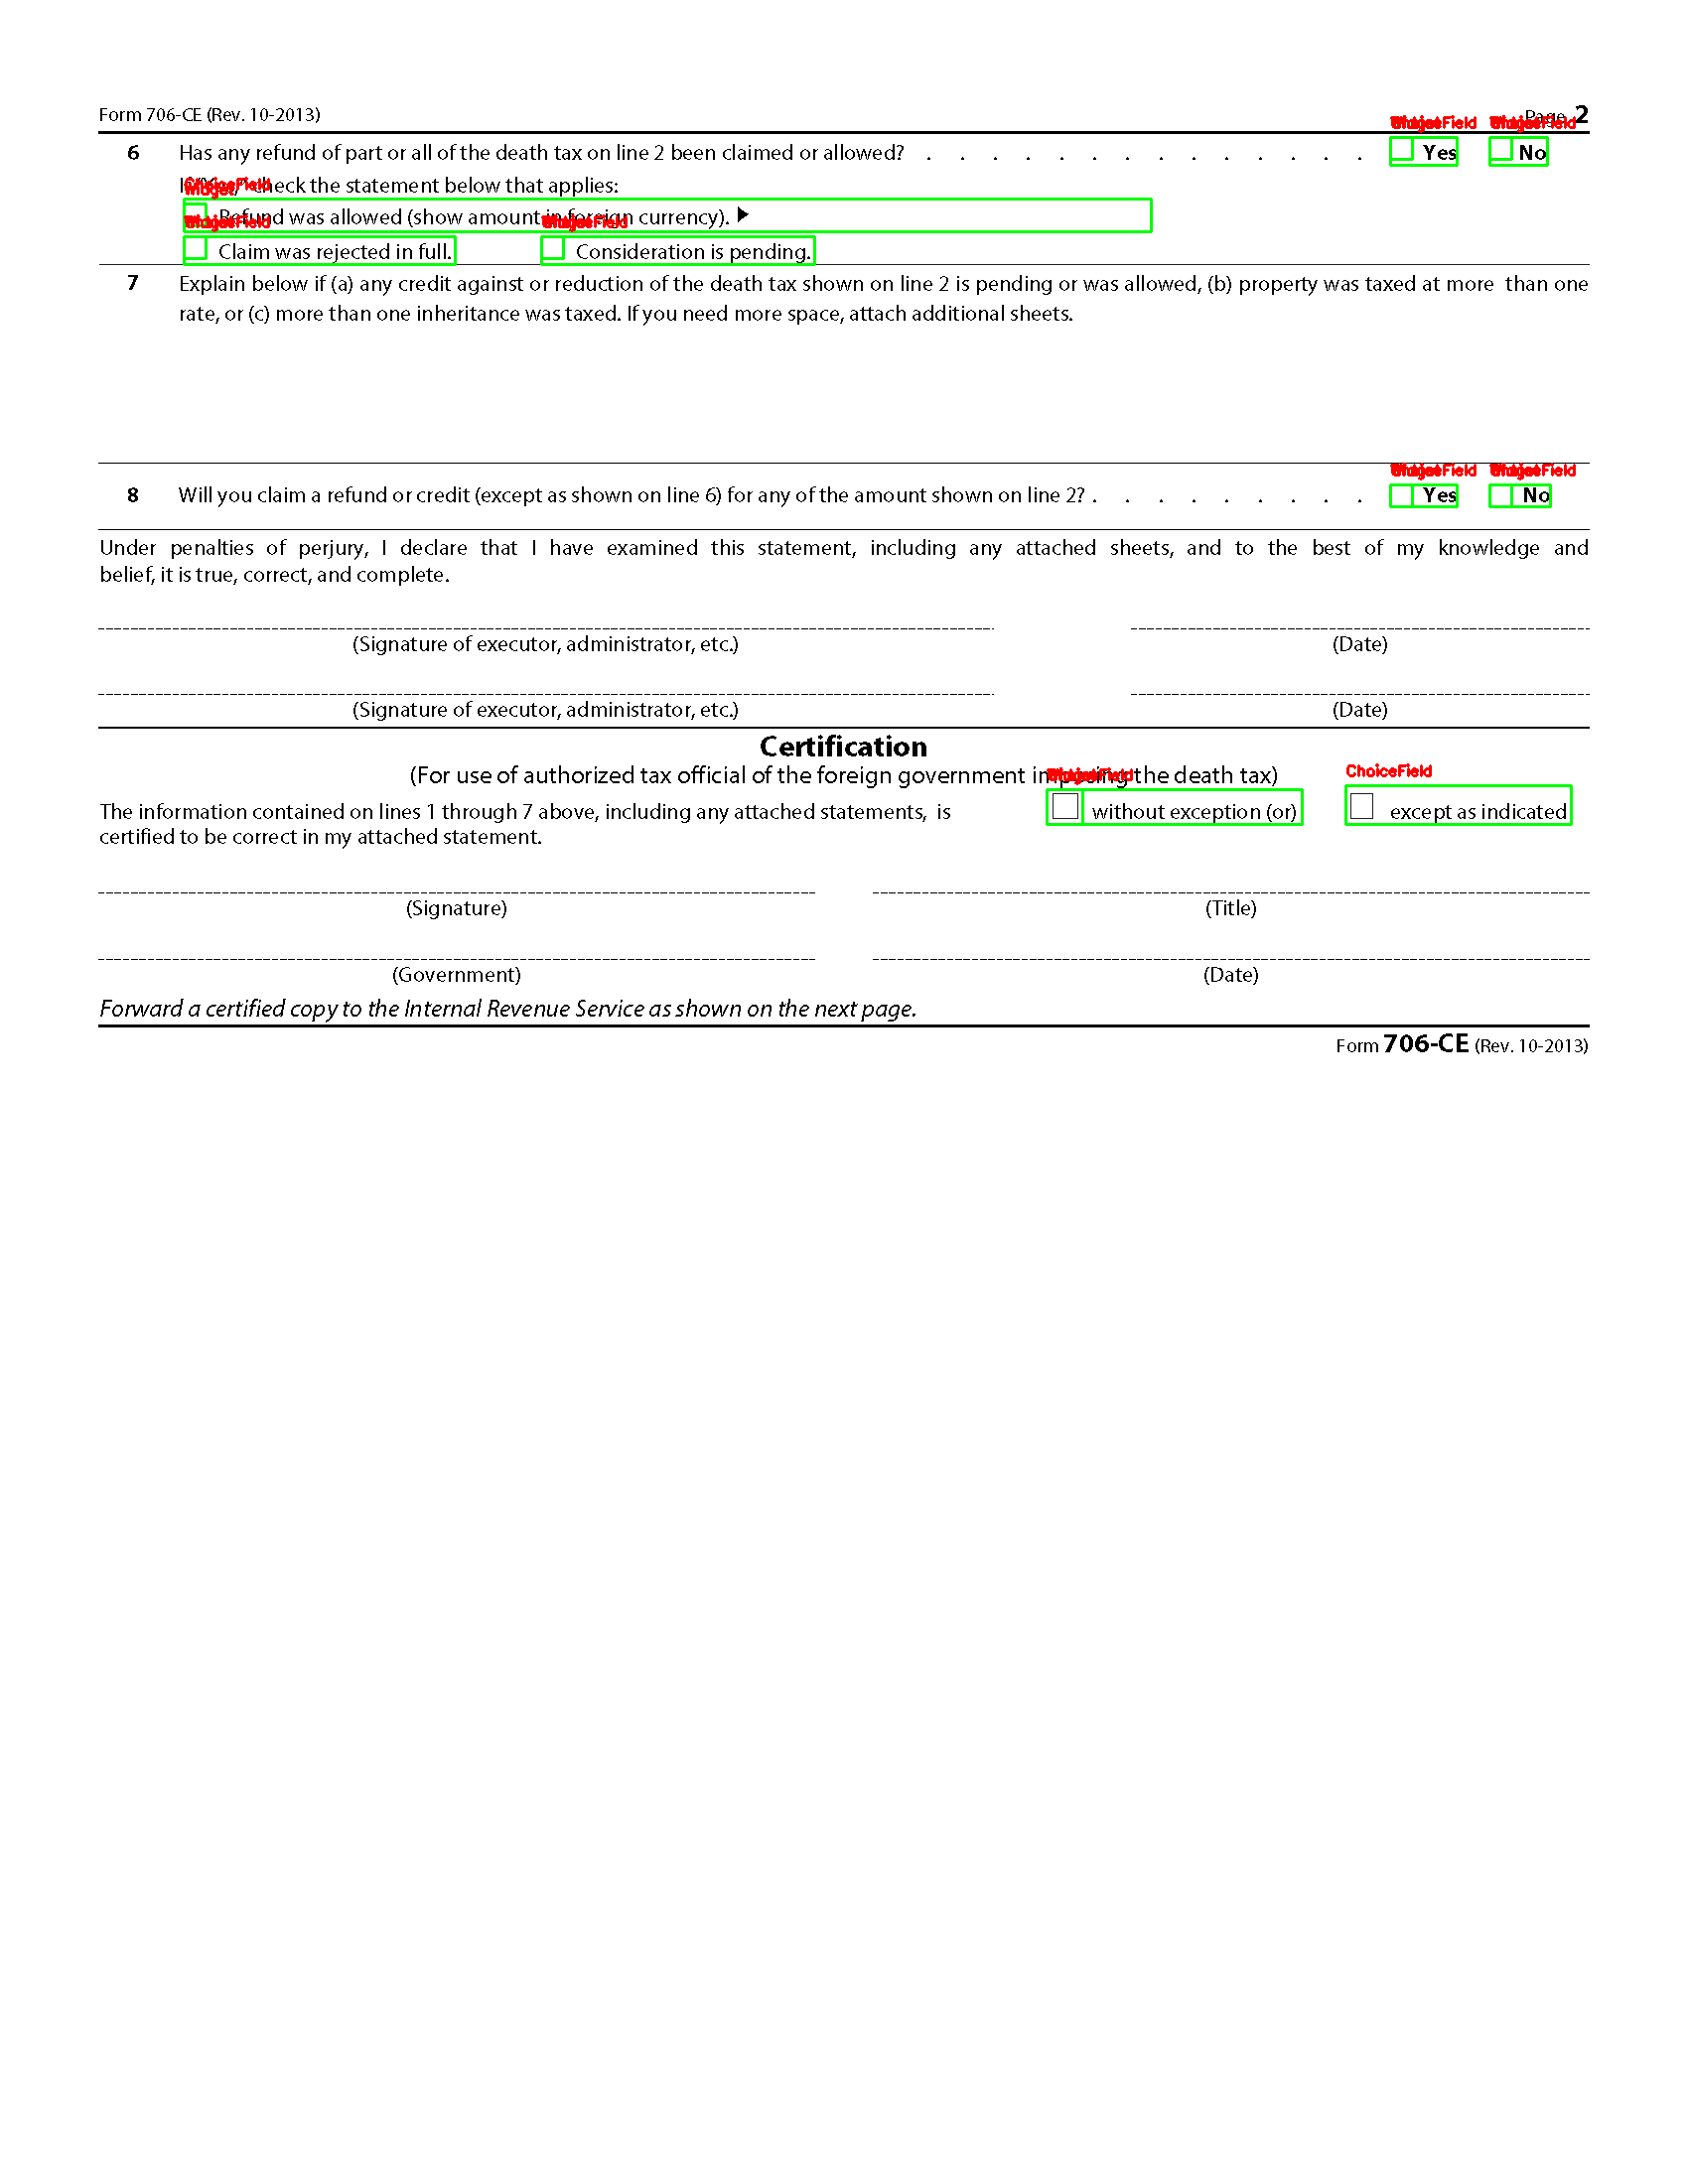 Form 706-CE (Rev. 10-2013) Page 2
ChoiceField ChoiceField
6 Has any refund of part or all of the death tax on line 2 been claimed or allowed? . . . . . . . . . . . . . . Yes No
check the statement below that applies:
ChoiceField
Widget
Refund was allowed (show amount in foreign currency). ▶
ChoiceField ChoiceField
Claim was rejected in full. Consideration is pending.
7 Explain below if (a) any credit against or reduction of the death tax shown on line 2 is pending or was allowed, (b) property was taxed at more than one
rate, or (c) more than one inheritance was taxed. If you need more space, attach additional sheets.
ChoiceField ChoiceField
8 Will you claim a refund or credit (except as shown on line 6) for any of the amount shown on line 2? . . . . . . . . . Yes No
Under penalties of perjury, I declare that I have examined this statement, including any attached sheets, and to the best of my knowledge and
belief, it is true, correct, and complete.
(Signature of executor, administrator, etc.) (Date)
(Signature of executor, administrator, etc.) (Date)
Certification
(For use of authorized tax official of the foreign government imposing the death tax)
ChoiceField ChoiceField
The information contained on lines 1 through 7 above, including any attached statements, is without exception (or) except as indicated
certified to be correct in my attached statement.
(Signature) (Title)
(Government) (Date)
Forward a certified copy to the Internal Revenue Service as shown on the next page.
Form 706-CE (Rev. 10-2013)